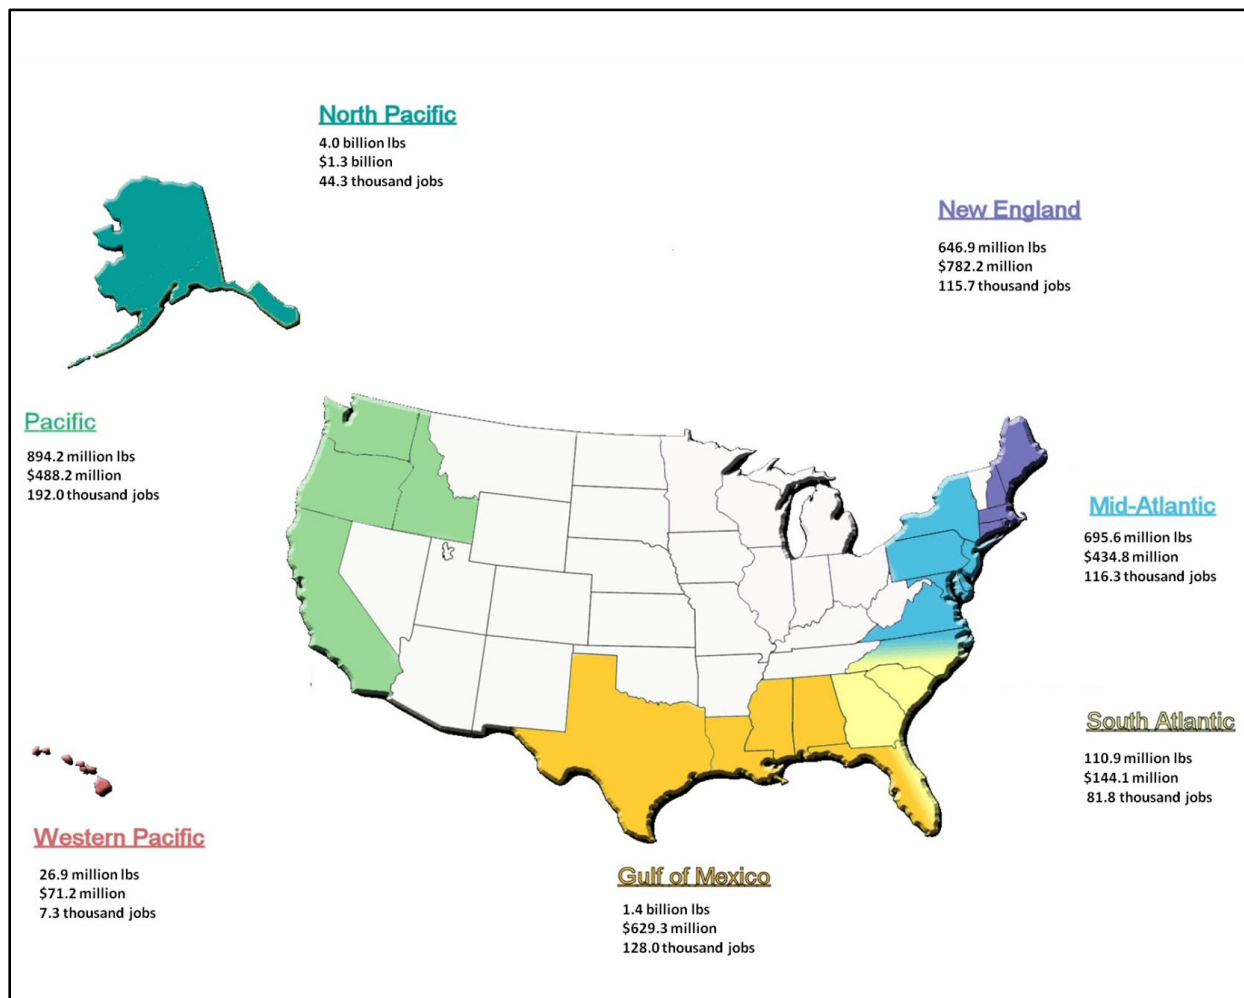 North Pacific
4.0 billion lbs
$1.3 billion
44.3 thousand jobs
New England
646.9 million lbs
$782.2 million
115.7 thousand jobs
Pacific
894.2 million lbs
$488.2 million
192.0 thousand jobs
Mid-Atlantic
695.6 million lbs
$434.8 million
116.3 thousand jobs
South Atlantic
110.9 million lbs
$144.1 million
81.8 thousand jobs
Western Pacific
26.9 million lbs
$71.2 million
7.3 thousand jobs
Gulf of Mexico
1.4 billion lbs
$629.3 million
128.0 thousand jobs